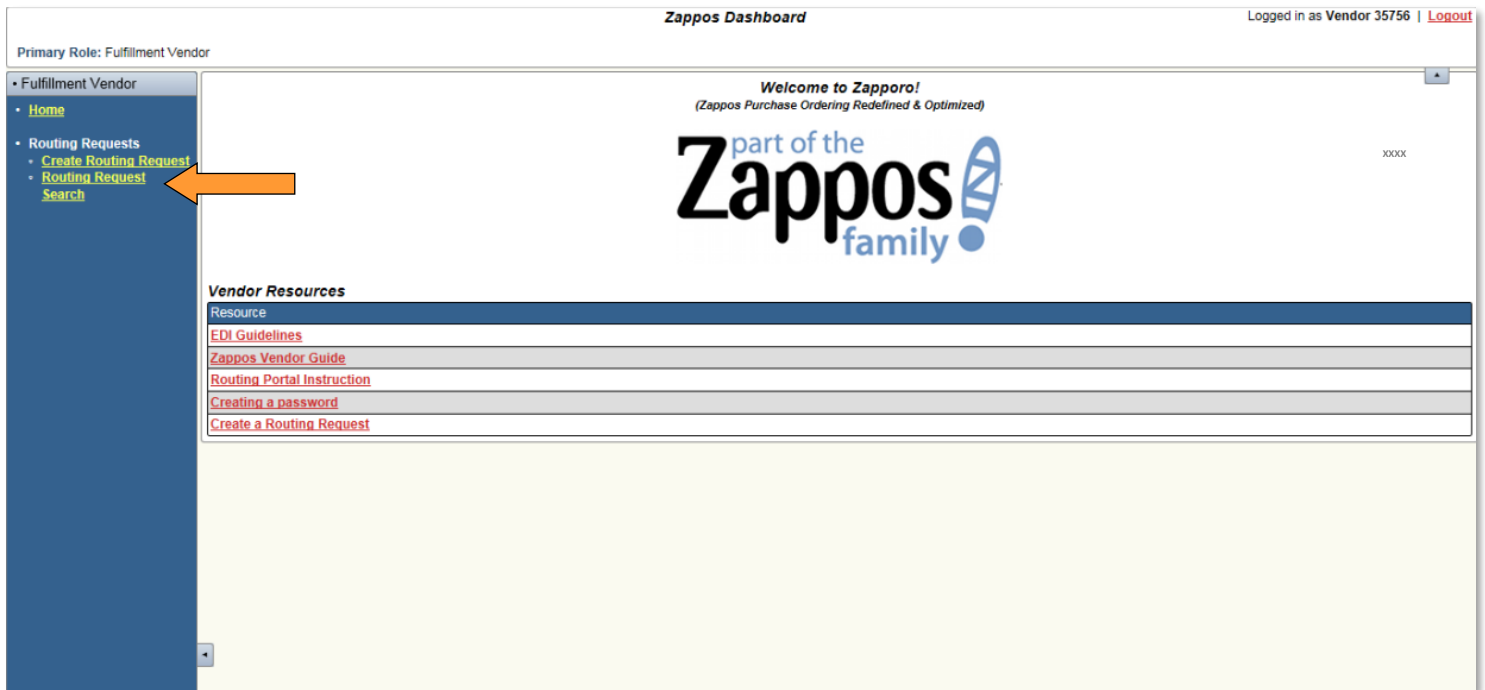 Zappos Dashboard
Logged in as Vendor 35756 | Logout
Primary Role: Fulfillment Vendor
• Fulfillment Vendor
• Home
• Routing Requests
• Create Routing Request
• Routing Request
Search
Welcome to Zapporo!
(Zappos Purchase Ordering Redefined & Optimized)
part of the
Zappos
family
xxxx
Vendor Resources
Resource
EDI Guidelines
Zappos Vendor Guide
Routing Portal Instruction
Creating a password
Create a Routing Request